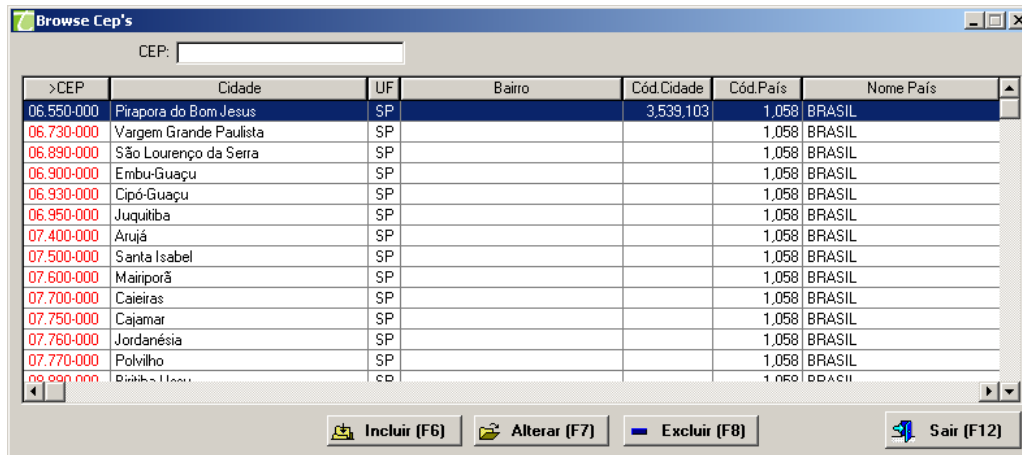 Browse Cep's
CEP:
>CEP Cidade UF Bairro Cód.Cidade Cód.País Nome País
06.550-000 Pirapora do Bom Jesus SP 3,539,103 1,058 BRASIL
06.730-000 Vargem Grande Paulista SP 1,058 BRASIL
06.890-000 São Lourenço da Serra SP 1,058 BRASIL
06.900-000 Embu-Guaçu SP 1,058 BRASIL
06.930-000 Cipó-Guaçu SP 1,058 BRASIL
06.950-000 Juquitiba SP 1,058 BRASIL
07.400-000 Arujá SP 1,058 BRASIL
07.500-000 Santa Isabel SP 1,058 BRASIL
07.600-000 Mairiporã SP 1,058 BRASIL
07.700-000 Caieiras SP 1,058 BRASIL
07.750-000 Cajamar SP 1,058 BRASIL
07.760-000 Jordanésia SP 1,058 BRASIL
07.770-000 Polvilho SP 1,058 BRASIL
SP 1,058 BRASIL
Incluir (F6) Alterar (F7) Excluir (F8) Sair (F12)